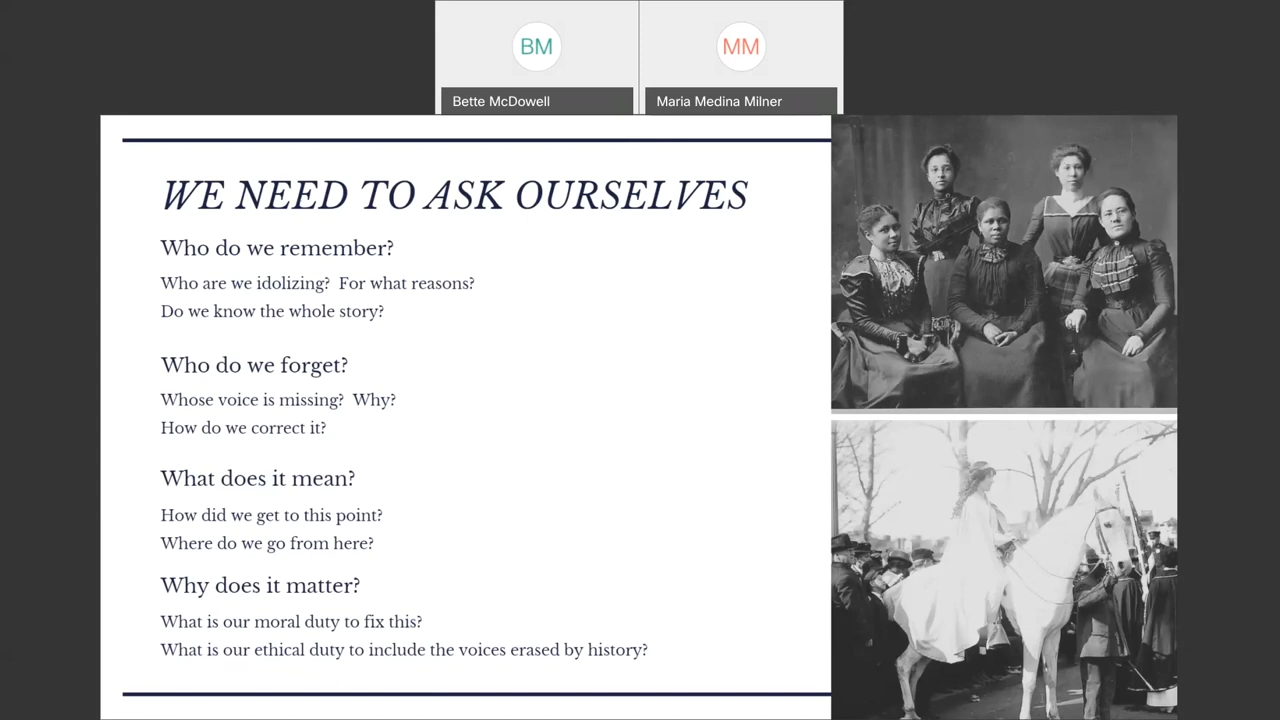 BM
MM
Bette McDowell
Maria Medina Milner
WE NEED TO ASK OURSELVES
Who do we remember?
Who are we idolizing?  For what reasons?
Do we know the whole story?
Who do we forget?
Whose voice is missing?  Why?
How do we correct it?
What does it mean?
How did we get to this point?
Where do we go from here?
Why does it matter?
What is our moral duty to fix this?
What is our ethical duty to include the voices erased by history?